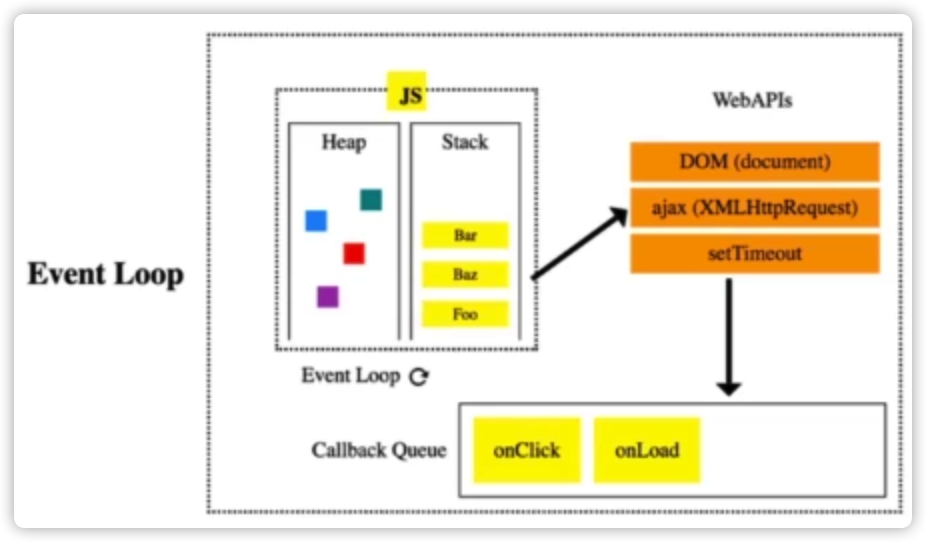 Event Loop
JS
Heap
Stack
Bar
Baz
Foo
Event Loop
WebAPIs
DOM (document)
ajax (XMLHttpRequest)
setTimeout
Callback Queue
onClick
onLoad